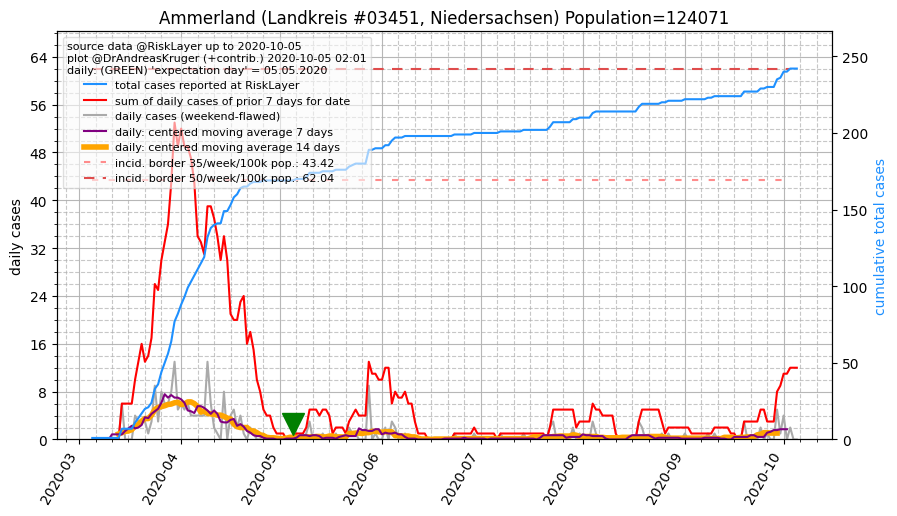 Ammerland (Landkreis #03451, Niedersachsen) Population=124071
source data @RiskLayer up to 2020-10-05
plot @DrAndreasKruger (+contrib.) 2020-10-05 02:01
daily: (GREEN) 'expectation day' = 05.05.2020
total cases reported at RiskLayer
sum of daily cases of prior 7 days for date
daily cases (weekend-flawed)
daily: centered moving average 7 days
daily: centered moving average 14 days
incid. border 35/week/100k pop.: 43.42
incid. border 50/week/100k pop.: 62.04
daily cases
64
56
48
40
32
24
16
8
0
250
200
150
100
50
0
cumulative total cases
2020-03
2020-04
2020-05
2020-06
2020-07
2020-08
2020-09
2020-10